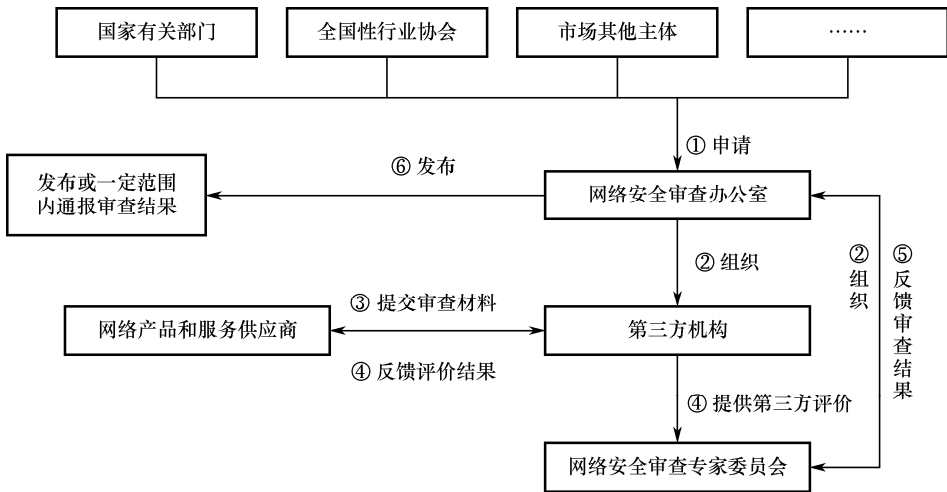 国家有关部门
全国性行业协会
市场其他主体
……
① 申请
⑥ 发布
发布或一定范围
内通报审查结果
网络安全审查办公室
② 组织
②组织
⑤反馈审查结果
③ 提交审查材料
网络产品和服务供应商
第三方机构
④ 反馈评价结果
④ 提供第三方评价
网络安全审查专家委员会